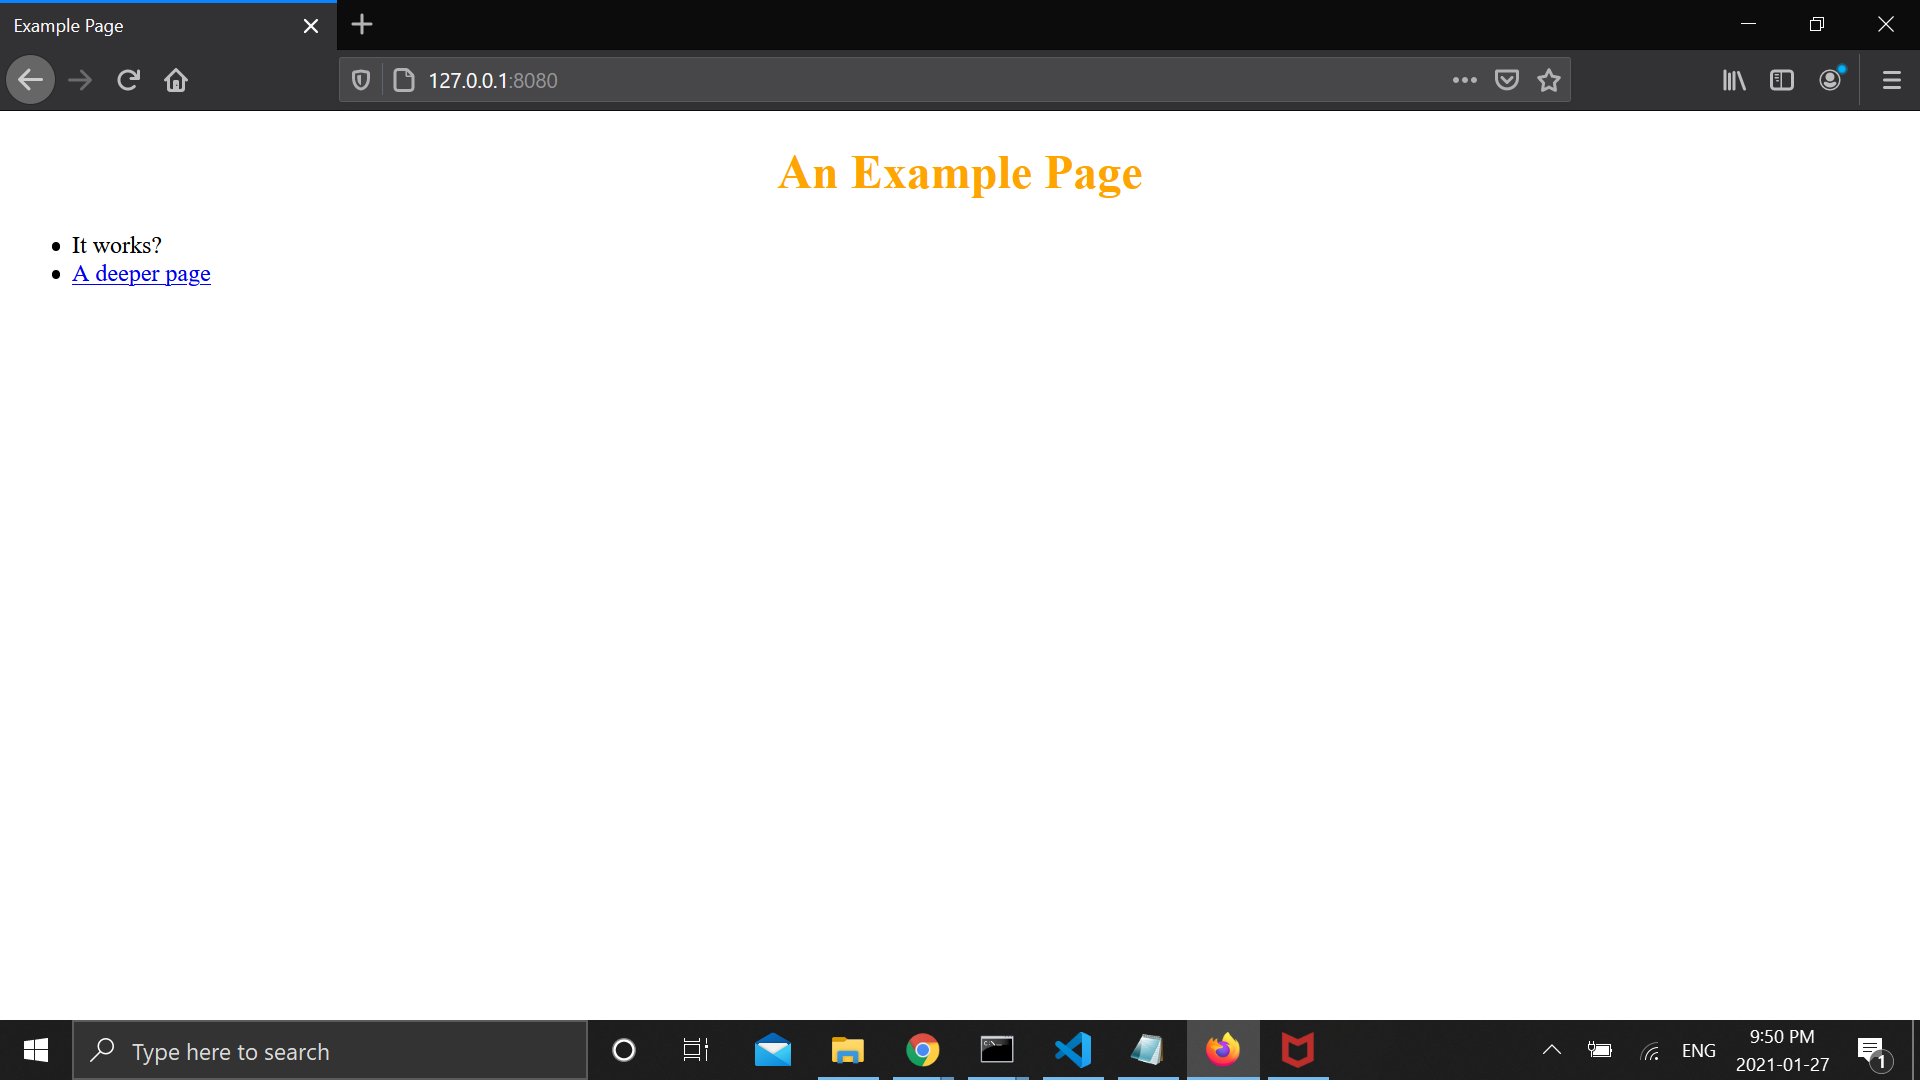 Example Page
127.0.0.1:8080
An Example Page
It works?
A deeper page
Type here to search
ENG
9:50 PM
2021-01-27
1